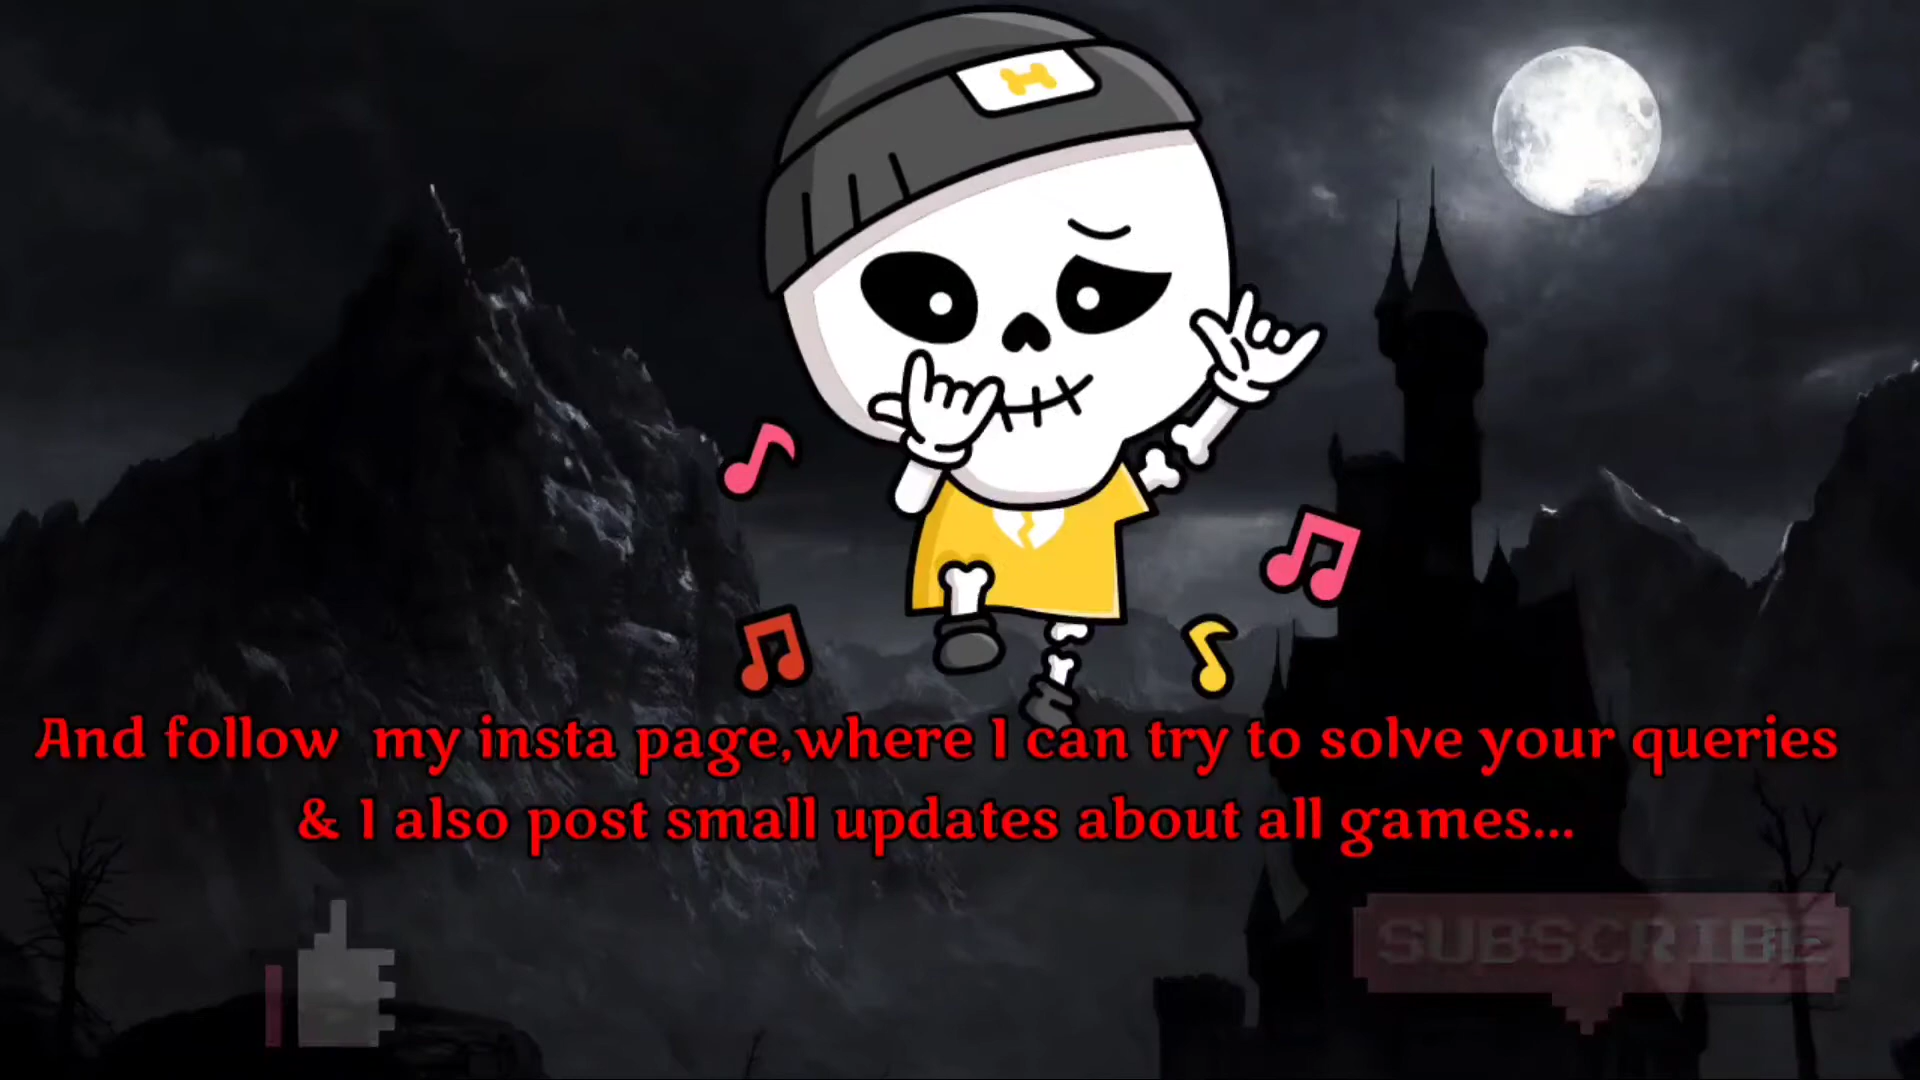 And follow  my insta page,where I can try to solve your queries
& I also post small updates about all games...
SUBSCRIBE